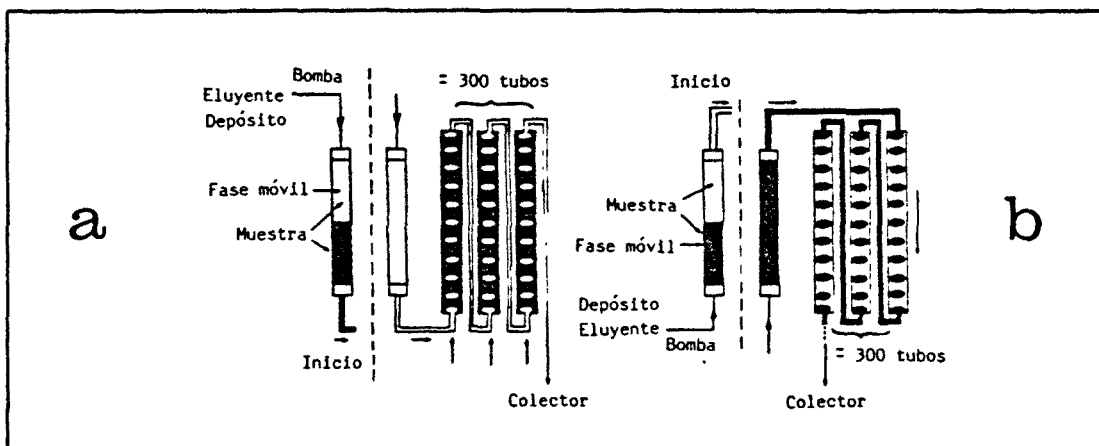 a
Bomba
Eluyente
Depósito
Fase móvil
Muestra
Inicio
= 300 tubos
Colector
Inicio
Muestra
Fase móvil
Depósito
Eluyente
Bomba
= 300 tubos
Colector
b